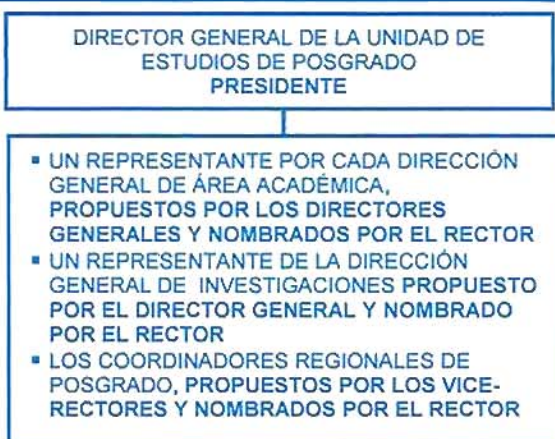 DIRECTOR GENERAL DE LA UNIDAD DE
ESTUDIOS DE POSGRADO
PRESIDENTE
▪ UN REPRESENTANTE POR CADA DIRECCIÓN
GENERAL DE ÁREA ACADÉMICA,
PROPUESTOS POR LOS DIRECTORES
GENERALES Y NOMBRADOS POR EL RECTOR
▪ UN REPRESENTANTE DE LA DIRECCIÓN
GENERAL DE INVESTIGACIONES PROPUESTO
POR EL DIRECTOR GENERAL Y NOMBRADO
POR EL RECTOR
▪ LOS COORDINADORES REGIONALES DE
POSGRADO, PROPUESTOS POR LOS VICE-
RECTORES Y NOMBRADOS POR EL RECTOR